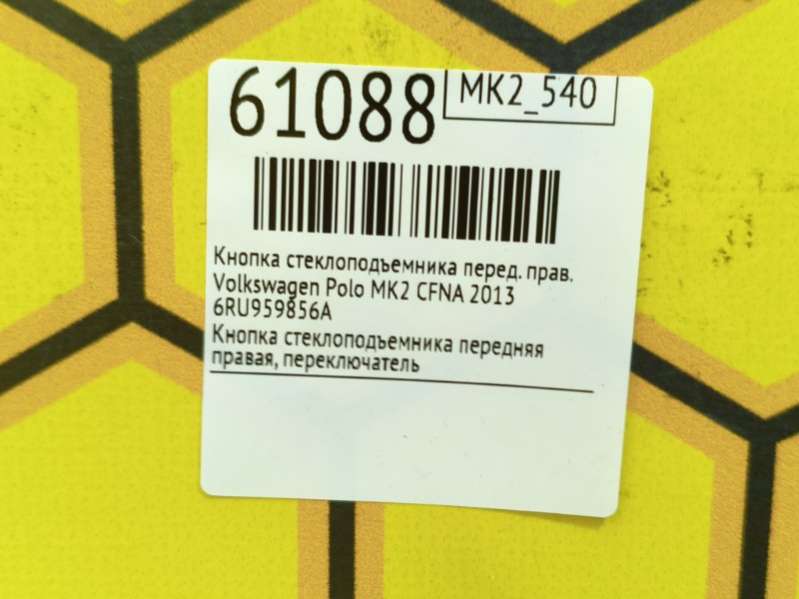 61088
MK2_540
Кнопка стеклоподъемника перед. прав.
Volkswagen Polo MK2 CFNA 2013
6RU959856A
Кнопка стеклоподъемника передняя
правая, переключатель